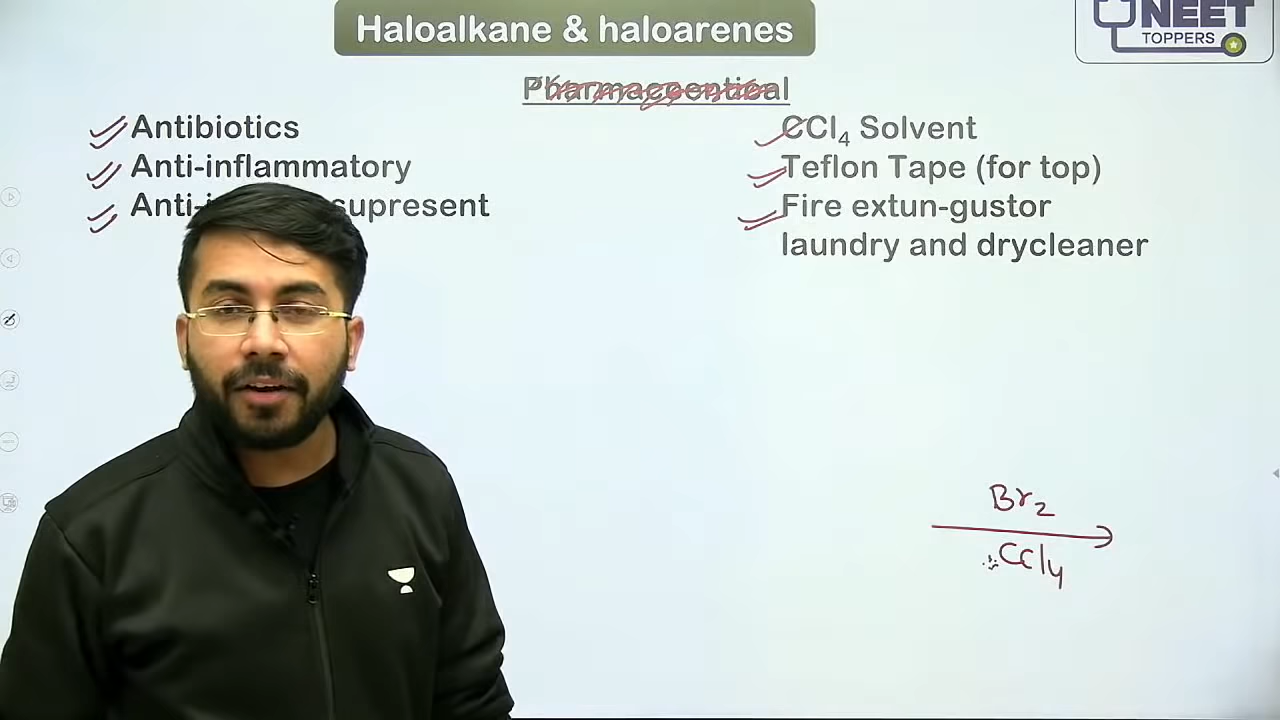 Haloalkane & haloarenes
NEET
TOPPERS
Pharmaceontical
Antibiotics
Anti-inflammatory
Anti- supresent
CCl4 Solvent
Teflon Tape (for top)
Fire extun-gustor
laundry and drycleaner
Br2
CCl4